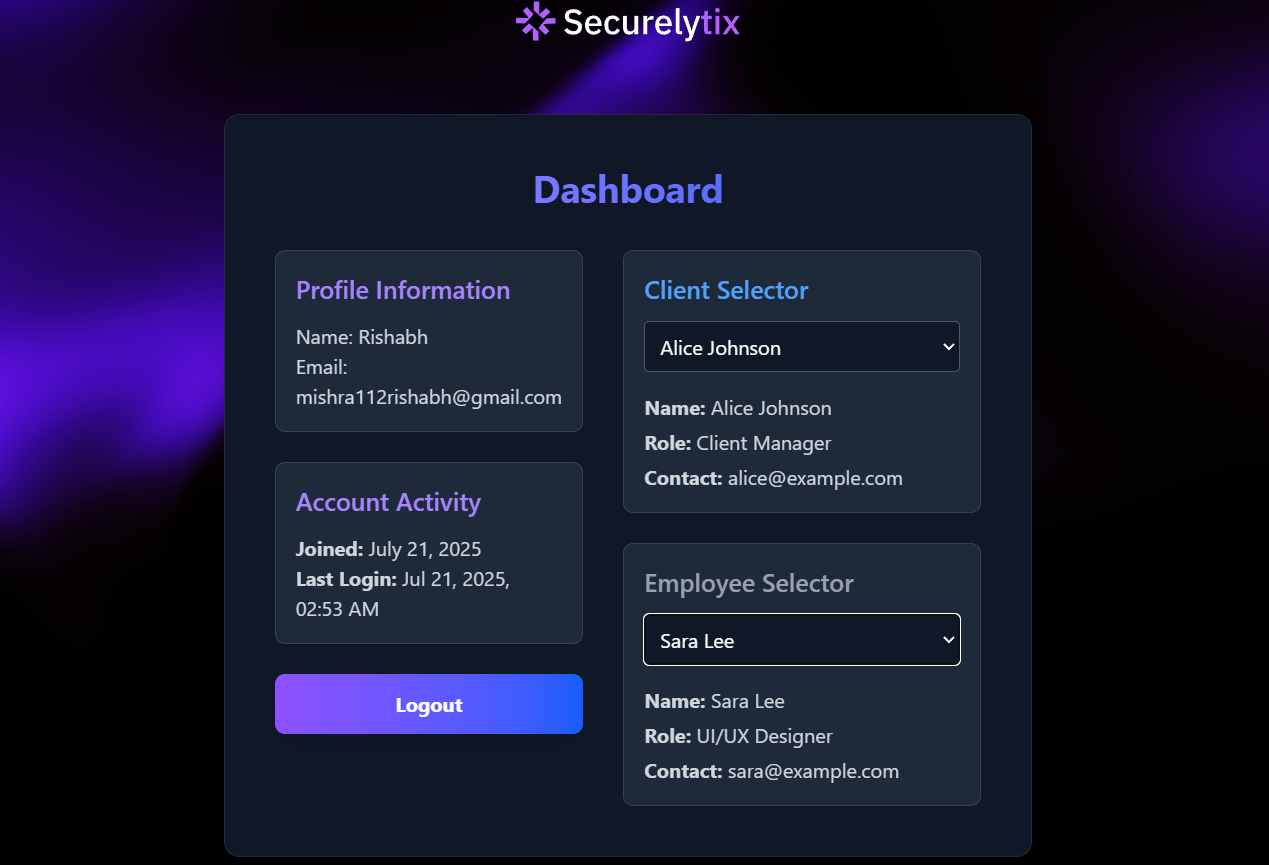 Securelytix
Dashboard
Profile Information
Name: Rishabh
Email:
mishra112rishabh@gmail.com
Account Activity
Joined: July 21, 2025
Last Login: Jul 21, 2025,
02:53 AM
Logout
Client Selector
Alice Johnson
Name: Alice Johnson
Role: Client Manager
Contact: alice@example.com
Employee Selector
Sara Lee
Name: Sara Lee
Role: UI/UX Designer
Contact: sara@example.com